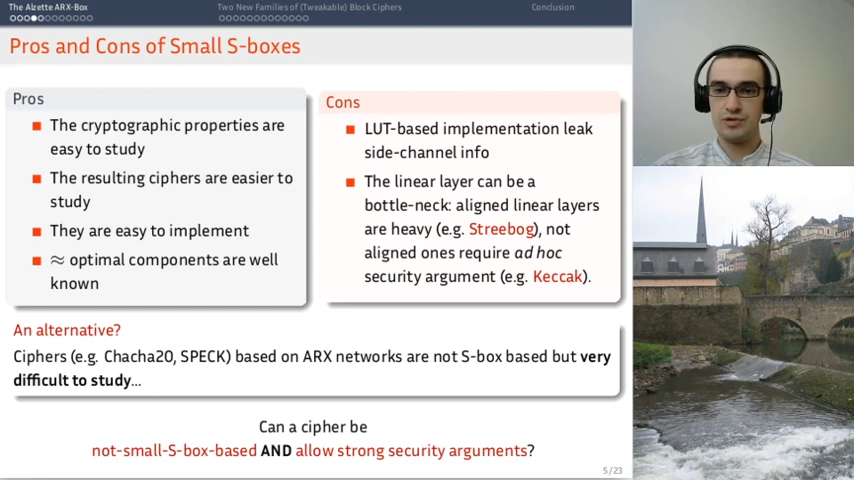 The Alzette ARX-Box
Two New Families of (Tweakable) Block Ciphers
Conclusion
Pros and Cons of Small S-boxes
Pros
■ The cryptographic properties are
easy to study
■ The resulting ciphers are easier to
study
■ They are easy to implement
■ ≈ optimal components are well
known
Cons
■ LUT-based implementation leak
side-channel info
■ The linear layer can be a
bottle-neck: aligned linear layers
are heavy (e.g. Streebog), not
aligned ones require ad hoc
security argument (e.g. Keccak).
An alternative?
Ciphers (e.g. Chacha20, SPECK) based on ARX networks are not S-box based but very
difficult to study...
Can a cipher be
not-small-S-box-based AND allow strong security arguments?
5/23